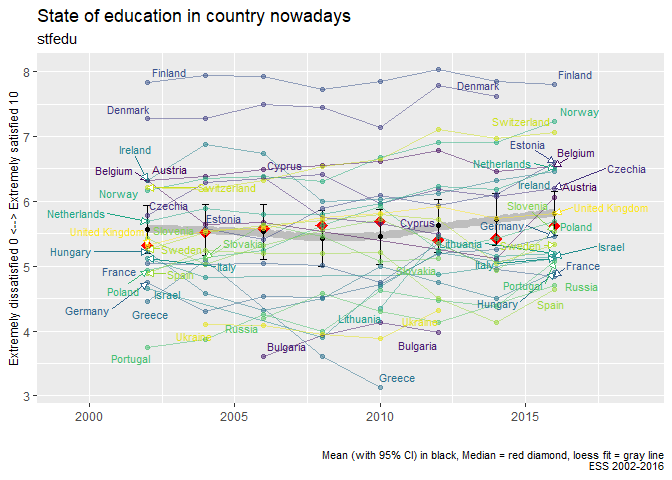 State of education in country nowadays
stfedu
Extremely dissatisfied 0 --> Extremely satisfied 10
8
7
6
5
4
3
Finland
Finland
Denmark
Denmark
Norway
Switzerland
Ireland
Estonia
Belgium
Belgium
Austria
Cyprus
Netherlands
Czechia
Switzerland
Ireland
Austria
Norway
Czechia
Slovenia
United Kingdom
Netherlands
Estonia
Cyprus
Germany
Poland
United Kingdom
Slovenia
Slovakia
Lithuania
Sweden
Israel
Hungary
Sweden
Italy
Italy
France
France
Spain
Slovakia
Portugal
Russia
Poland
Israel
Hungary
Spain
Germany
Greece
Lithuania
Ukraine
Russia
Ukraine
Bulgaria
Bulgaria
Portugal
Greece
2000
2005
2010
2015
Mean (with 95% CI) in black, Median = red diamond, loess fit = gray line
ESS 2002-2016